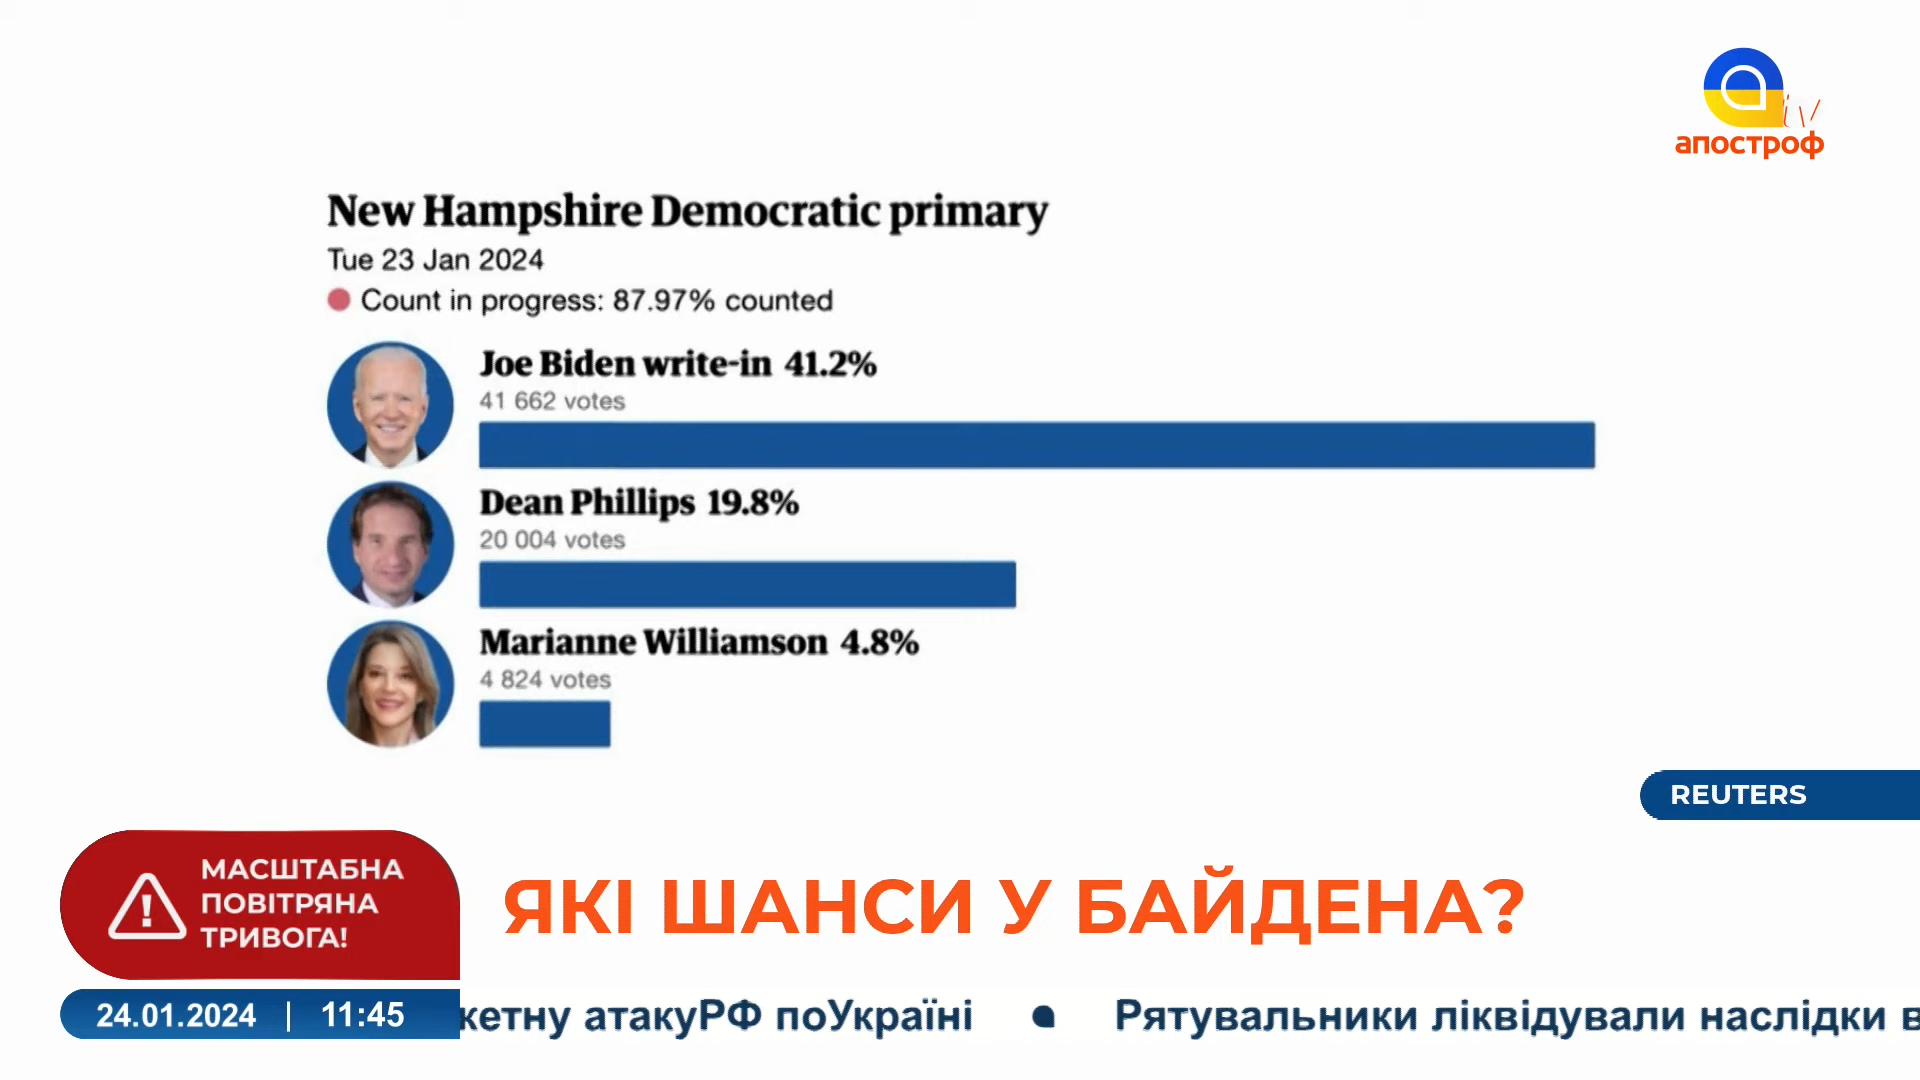 tv
апостроф
New Hampshire Democratic primary
Tue 23 Jan 2024
Count in progress: 87.97% counted
Joe Biden write-in 41.2%
41 662 votes
Dean Phillips 19.8%
20 004 votes
Marianne Williamson 4.8%
4 824 votes
REUTERS
МАСШТАБНА
ПОВІТРЯНА
ТРИВОГА!
ЯКІ ШАНСИ У БАЙДЕНА?
24.01.2024 | 11:45
кетну атакуРФ поУкраїні • Рятувальники ліквідували наслідки в